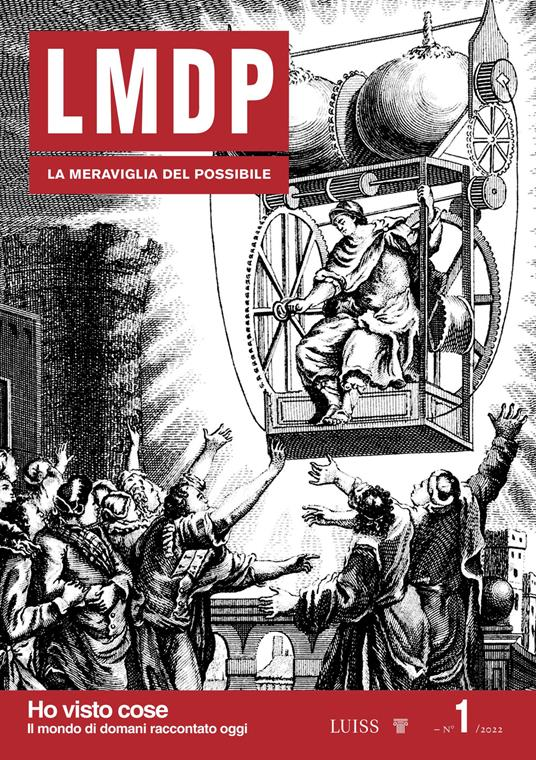 LMDP
LA MERAVIGLIA DEL POSSIBILE
Ho visto cose
Il mondo di domani raccontato oggi
LUISS
– N° 1 /2022